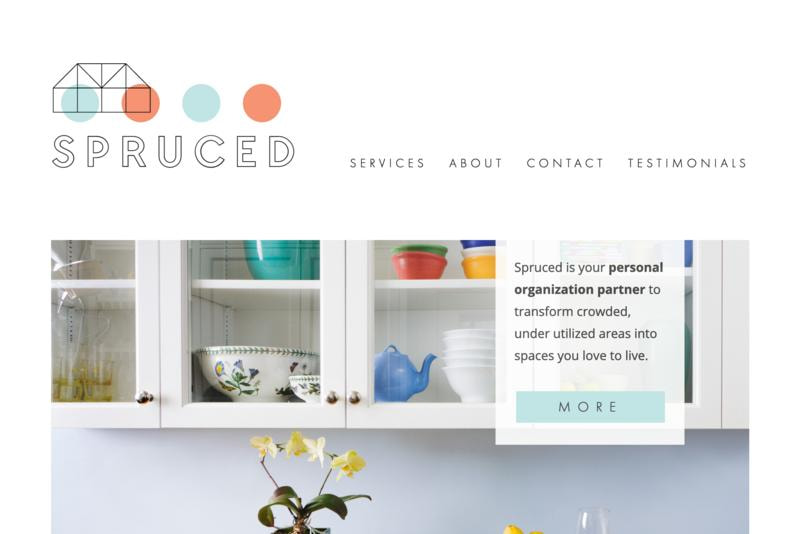 SPRUCED
SERVICES ABOUT CONTACT TESTIMONIALS
Spruced is your personal
organization partner to
transform crowded,
under utilized areas into
spaces you love to live.
MORE